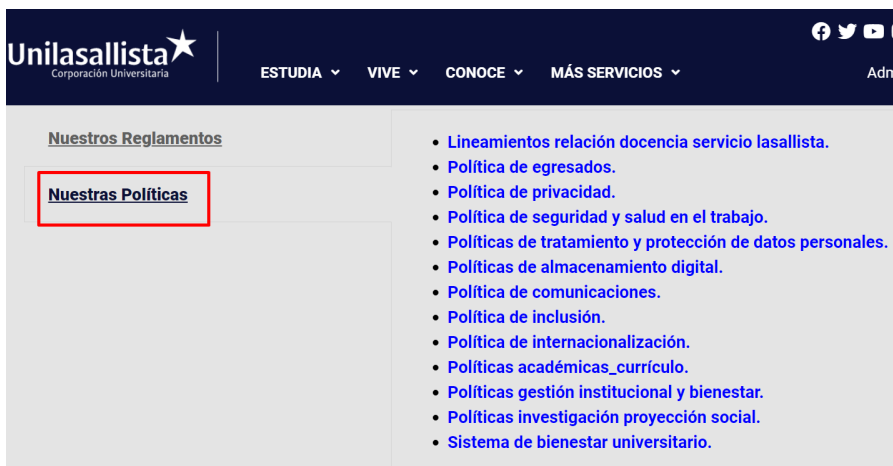 Unilasallista
Corporación Universitaria
ESTUDIA
VIVE
CONOCE
MÁS SERVICIOS
Adm
Nuestros Reglamentos
Nuestras Políticas
Lineamientos relación docencia servicio lasallista.
Política de egresados.
Política de privacidad.
Política de seguridad y salud en el trabajo.
Políticas de tratamiento y protección de datos personales.
Políticas de almacenamiento digital.
Política de comunicaciones.
Política de inclusión.
Política de internacionalización.
Políticas académicas_currículo.
Políticas gestión institucional y bienestar.
Políticas investigación proyección social.
Sistema de bienestar universitario.